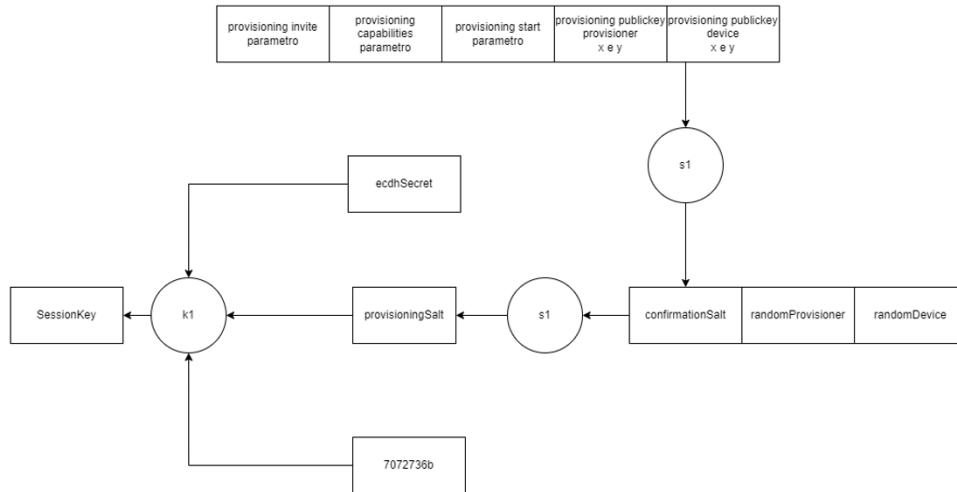 provisioning invite
parametro
provisioning
capabilities
parametro
provisioning start
parametro
provisioning publickey
provisioner
x e y
provisioning publickey
device
x e y
s1
ecdhSecret
SessionKey
k1
provisioningSalt
s1
confirmationSalt
randomProvisioner
randomDevice
7072736b